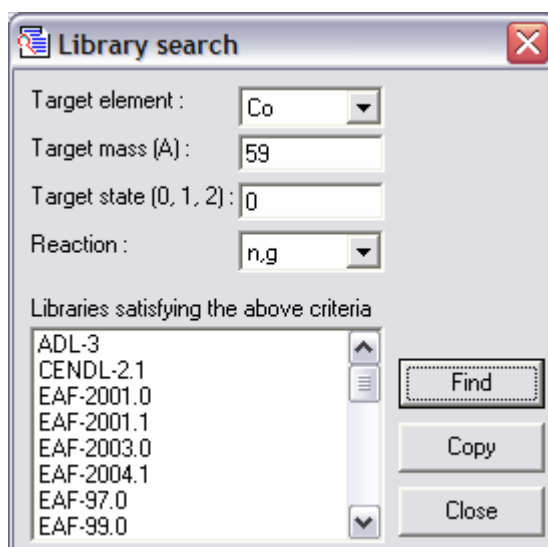 Library search
Target element : Co
Target mass (A) : 59
Target state (0, 1, 2) : 0
Reaction : n,g
Libraries satisfying the above criteria
ADL-3
CENDL-2.1
EAF-2001.0
EAF-2001.1
EAF-2003.0
EAF-2004.1
EAF-97.0
EAF-99.0
Find
Copy
Close